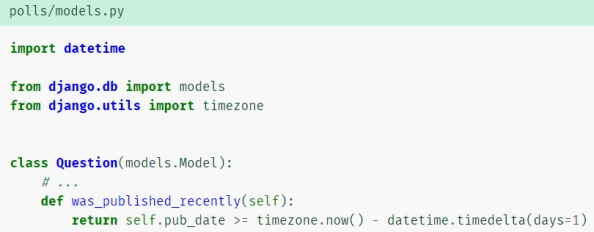 polls/models.py
import datetime
from django.db import models
from django.utils import timezone
class Question(models.Model):
    # ...
    def was_published_recently(self):
        return self.pub_date >= timezone.now() - datetime.timedelta(days=1)